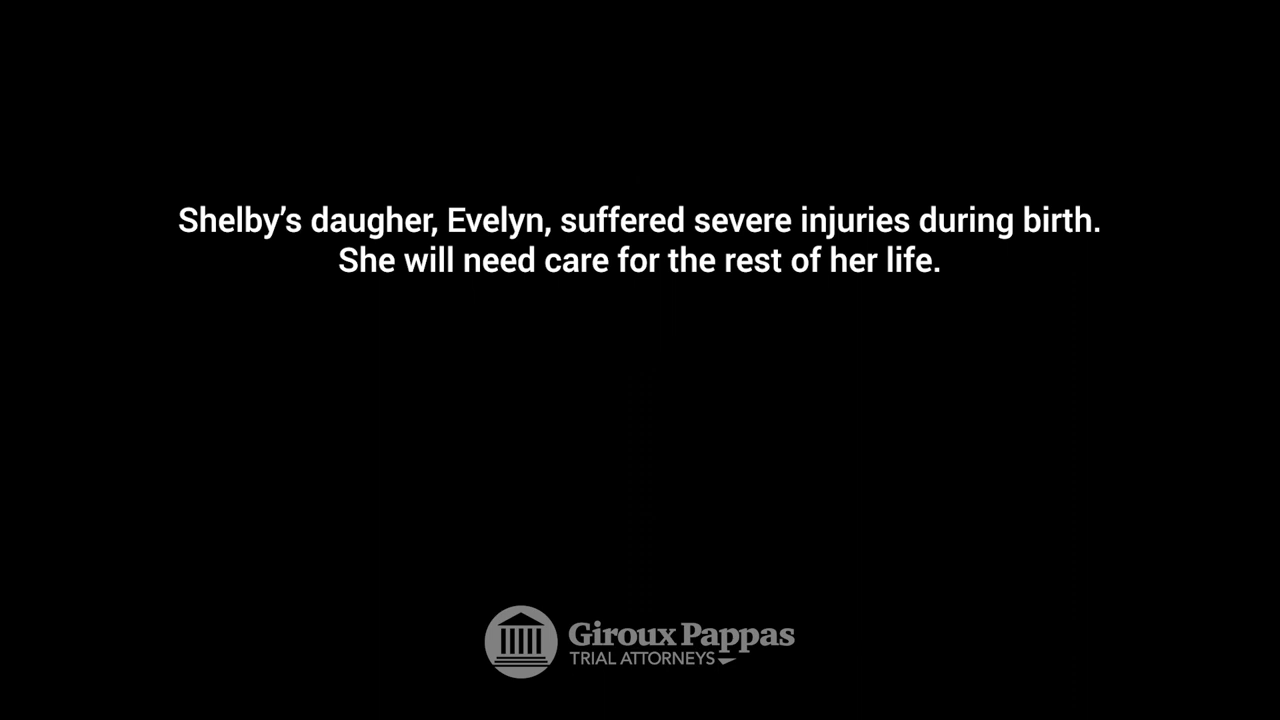 Shelby’s daugher, Evelyn, suffered severe injuries during birth.
She will need care for the rest of her life.
Giroux Pappas
TRIAL ATTORNEYS